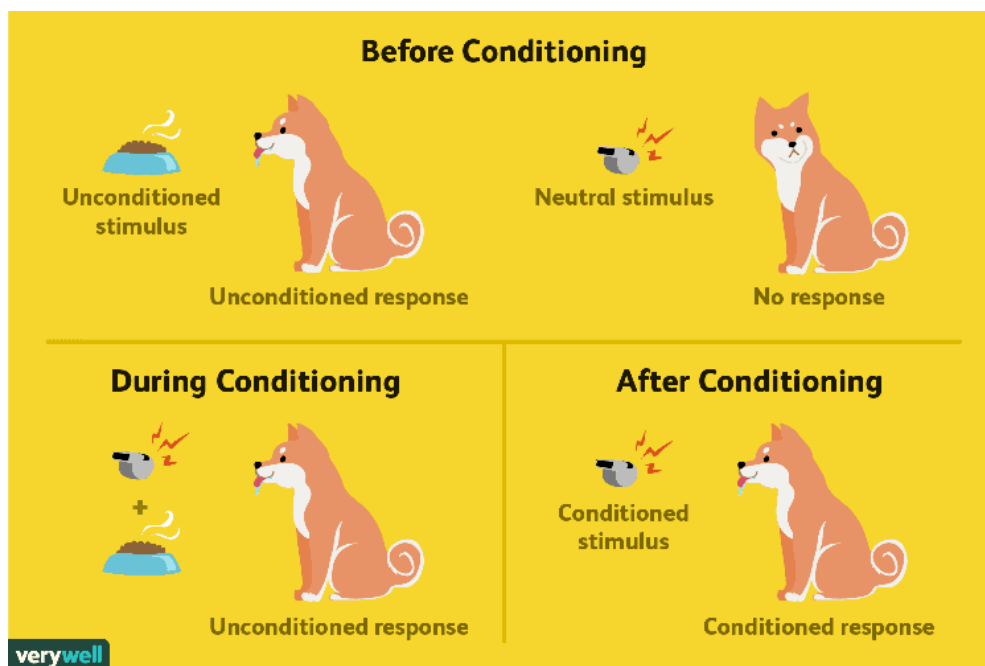 Before Conditioning
Unconditioned
stimulus
Unconditioned response
Neutral stimulus
No response
During Conditioning
+
Unconditioned response
After Conditioning
Conditioned
stimulus
Conditioned response
verywell